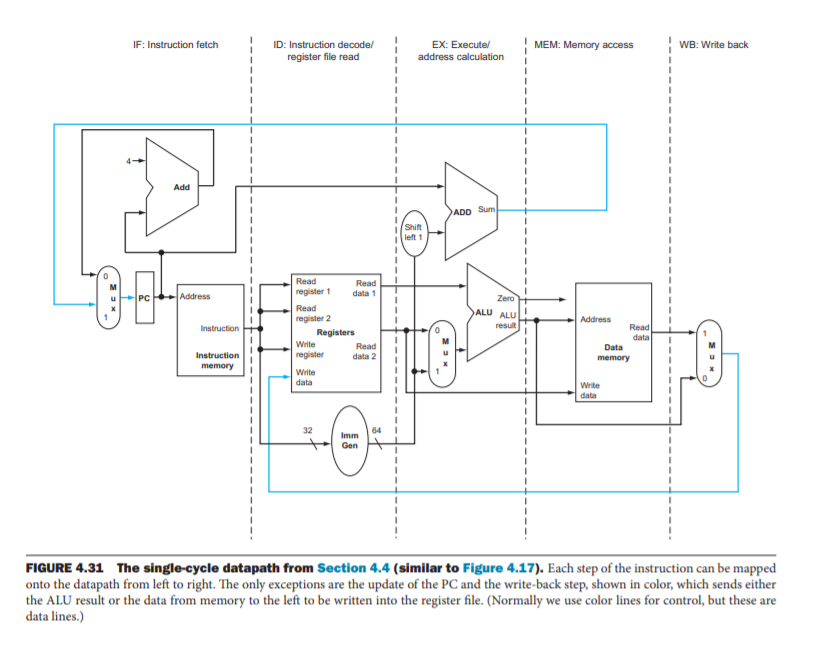 IF: Instruction fetch
ID: Instruction decode/
register file read
EX: Execute/
address calculation
MEM: Memory access
WB: Write back
4
Add
ADD Sum
Shift
left 1
0
M
u
x
1
PC
Address
Instruction
Instruction
memory
Read
register 1
Read
data 1
Read
register 2
Registers
Write
register
Read
data 2
Write
data
0
M
u
x
1
Zero
ALU ALU
result
Address
Read
data
Data
memory
Write
data
1
M
u
x
0
32
Imm
Gen
64
FIGURE 4.31 The single-cycle datapath from Section 4.4 (similar to Figure 4.17). Each step of the instruction can be mapped
onto the datapath from left to right. The only exceptions are the update of the PC and the write-back step, shown in color, which sends either
the ALU result or the data from memory to the left to be written into the register file. (Normally we use color lines for control, but these are
data lines.)